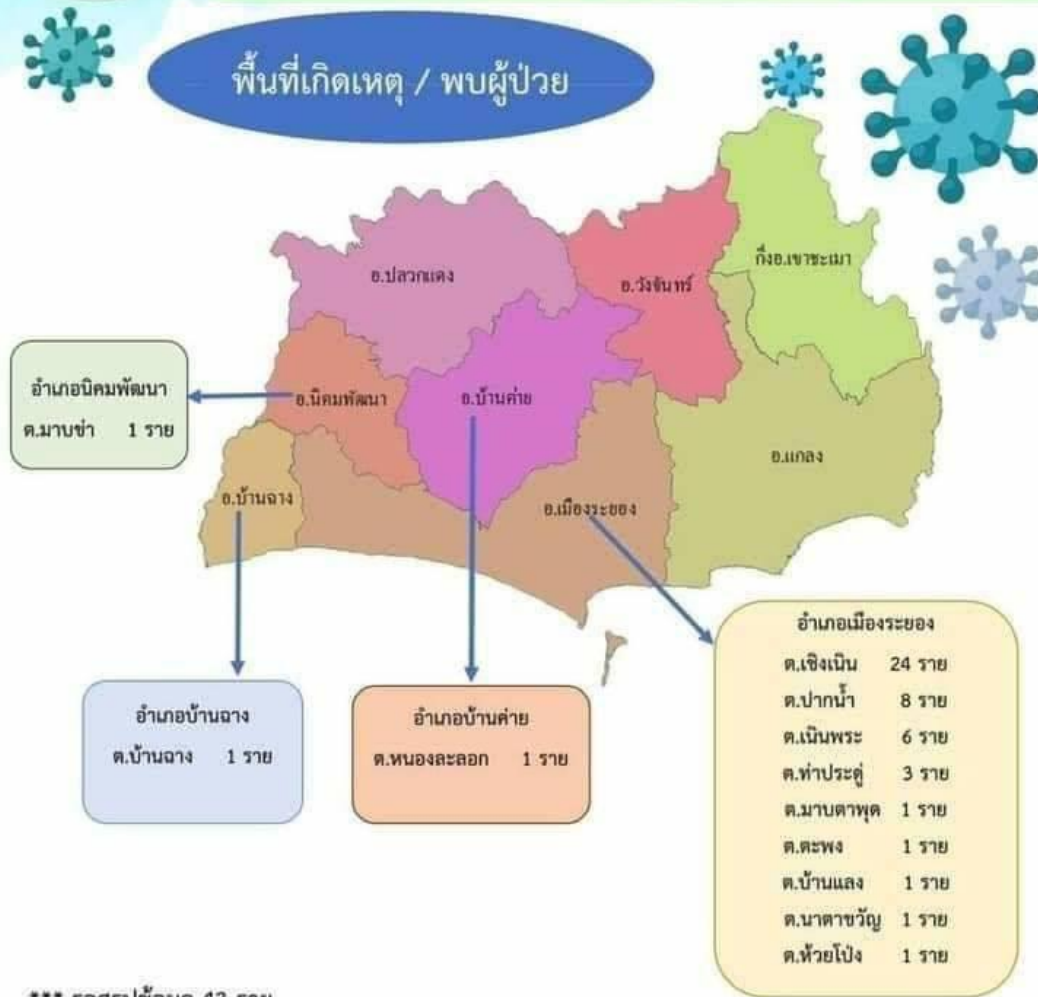 พื้นที่เกิดเหตุ / พบผู้ป่วย
กิ่งอ.เขาชะเมา
อ.ปลวกแดง
อ.วังจันทร์
อ.นิคมพัฒนา
อ.บ้านค่าย
อ.แกลง
อ.บ้านฉาง
อ.เมืองระยอง
อำเภอนิคมพัฒนา
ต.มาบข่า 1 ราย
อำเภอบ้านฉาง
ต.บ้านฉาง 1 ราย
อำเภอบ้านค่าย
ต.หนองละลอก 1 ราย
อำเภอเมืองระยอง
ต.เชิงเนิน 24 ราย
ต.ปากน้ำ 8 ราย
ต.เนินพระ 6 ราย
ต.ท่าประดู่ 3 ราย
ต.มาบตาพุด 1 ราย
ต.ตะพง 1 ราย
ต.บ้านแลง 1 ราย
ต.นาตาขวัญ 1 ราย
ต.ห้วยโป่ง 1 ราย